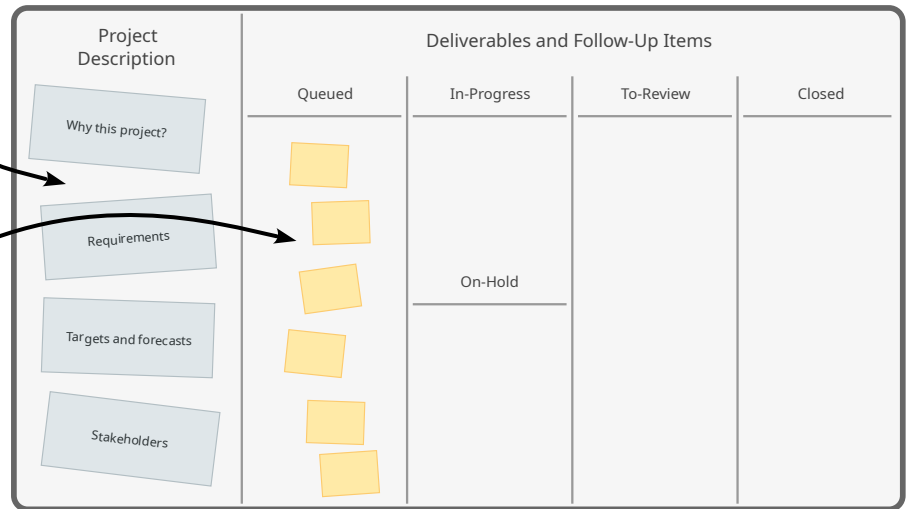 Project
Description
Deliverables and Follow-Up Items
Queued
In-Progress
To-Review
Closed
Why this project?
Requirements
On-Hold
Targets and forecasts
Stakeholders